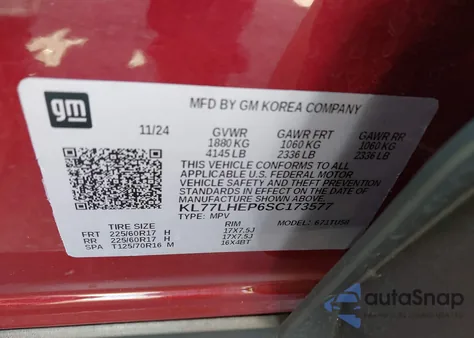 gm
MFD BY GM KOREA COMPANY
11/24 GVWR GAWR FRT GAWR RR
1880 KG 1060 KG 1060 KG
4145 LB 2336 LB 2336 LB
THIS VEHICLE CONFORMS TO ALL
APPLICABLE U.S. FEDERAL MOTOR
VEHICLE SAFETY AND THEFT PREVENTION
STANDARDS IN EFFECT ON THE DATE OF
MANUFACTURE SHOWN ABOVE.
KL77LHEP6SC173577
TYPE: MPV MODEL:
TIRE SIZE RIM
FRT 225/60R17 H 17X7.5J
RR 225/60R17 H 17X7.5J
SPA T125/70R16 M 16X4BT
autoSnap